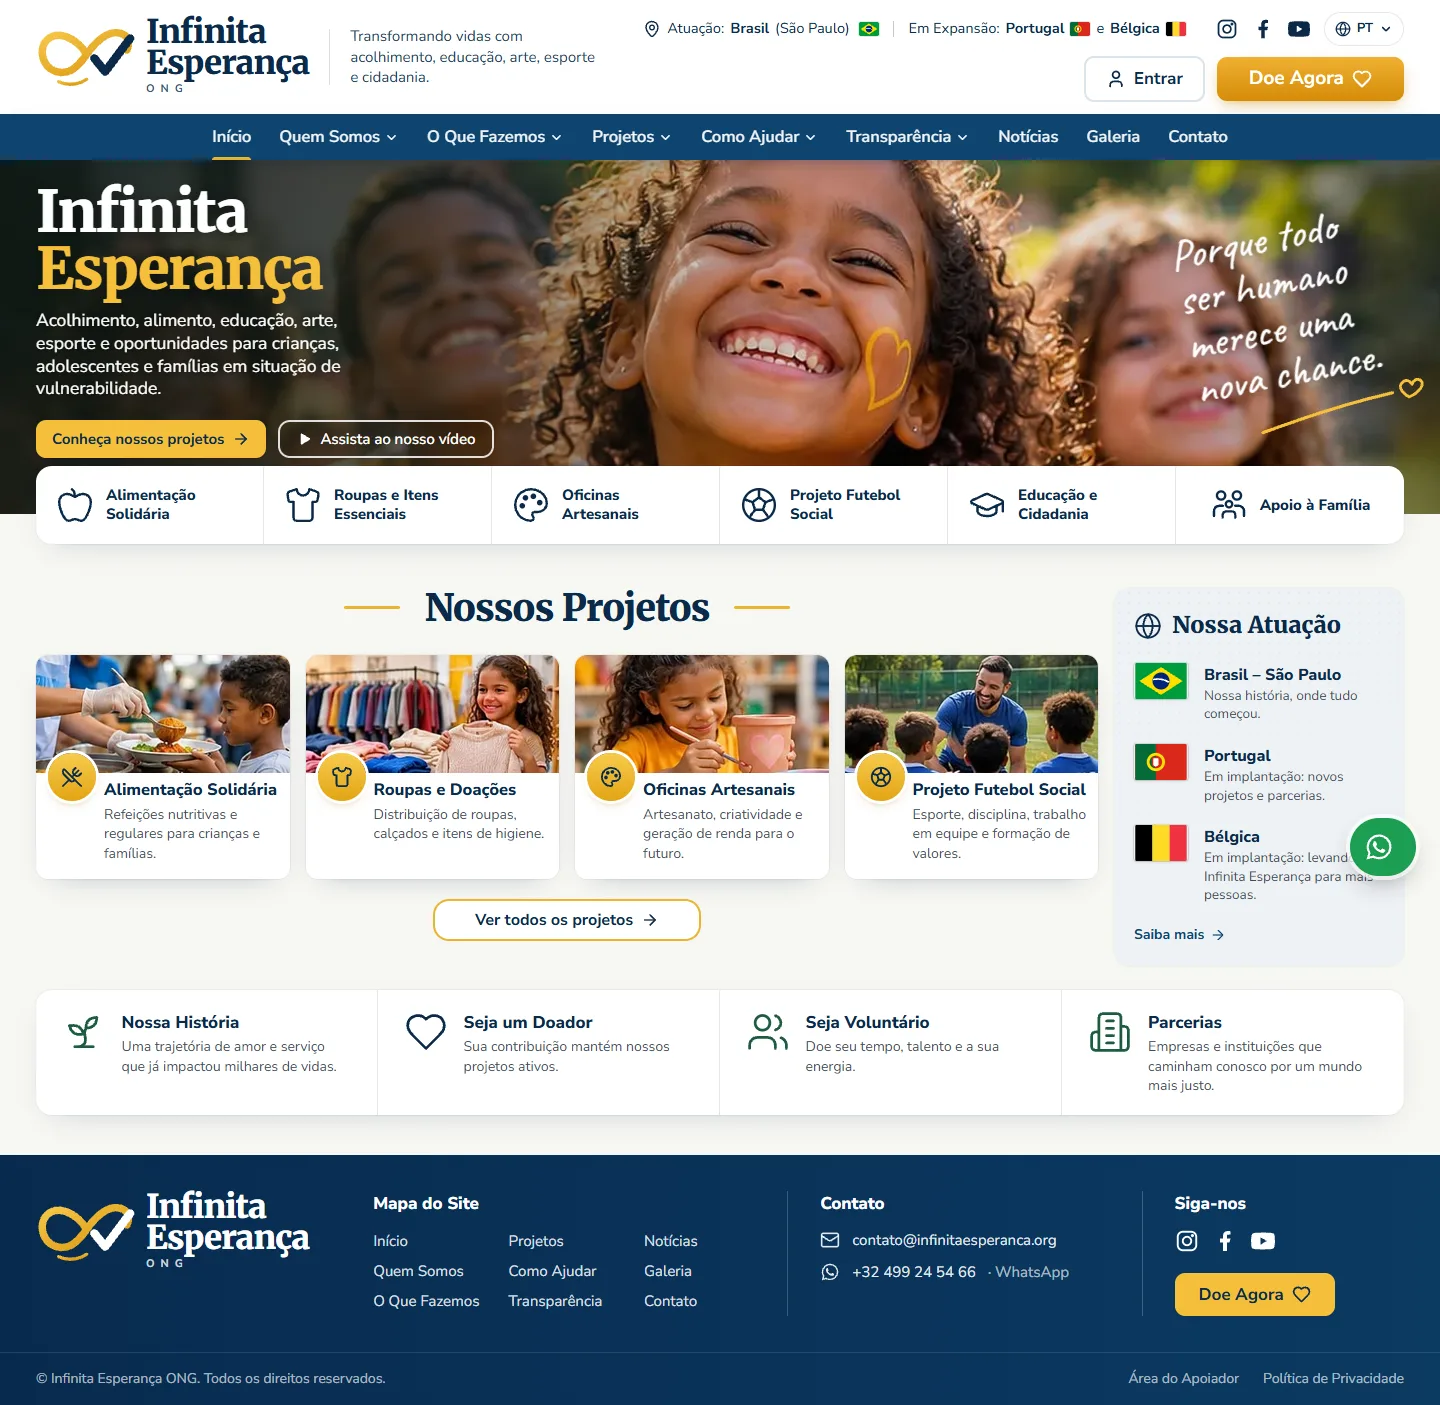 Infinita
Esperança
ONG
Transformando vidas com
acolhimento, educação, arte, esporte
e cidadania.
Atuação: Brasil (São Paulo)
Em Expansão: Portugal e Bélgica
PT
Entrar
Doe Agora
Início
Quem Somos
O Que Fazemos
Projetos
Como Ajudar
Transparência
Notícias
Galeria
Contato
Infinita
Esperança
Acolhimento, alimento, educação, arte,
esporte e oportunidades para crianças,
adolescentes e famílias em situação de
vulnerabilidade.
Conheça nossos projetos
Assista ao nosso vídeo
Porque todo
ser humano
merece uma
nova chance.
Alimentação
Solidária
Roupas e Itens
Essenciais
Oficinas
Artesanais
Projeto Futebol
Social
Educação e
Cidadania
Apoio à Família
Nossos Projetos
Alimentação Solidária
Refeições nutritivas e
regulares para crianças e
famílias.
Roupas e Doações
Distribuição de roupas,
calçados e itens de higiene.
Oficinas Artesanais
Artesanato, criatividade e
geração de renda para o
futuro.
Projeto Futebol Social
Esporte, disciplina, trabalho
em equipe e formação de
valores.
Ver todos os projetos
Nossa Atuação
Brasil – São Paulo
Nossa história, onde tudo
começou.
Portugal
Em implantação: novos
projetos e parcerias.
Bélgica
Em implantação: levand
Infinita Esperança para mais
pessoas.
Saiba mais
Nossa História
Uma trajetória de amor e serviço
que já impactou milhares de vidas.
Seja um Doador
Sua contribuição mantém nossos
projetos ativos.
Seja Voluntário
Doe seu tempo, talento e a sua
energia.
Parcerias
Empresas e instituições que
caminham conosco por um mundo
mais justo.
Infinita
Esperança
ONG
Mapa do Site
Início
Projetos
Notícias
Quem Somos
Como Ajudar
Galeria
O Que Fazemos
Transparência
Contato
Contato
contato@infinitaesperanca.org
+32 499 24 54 66 · WhatsApp
Siga-nos
Doe Agora
© Infinita Esperança ONG. Todos os direitos reservados.
Área do Apoiador
Política de Privacidade